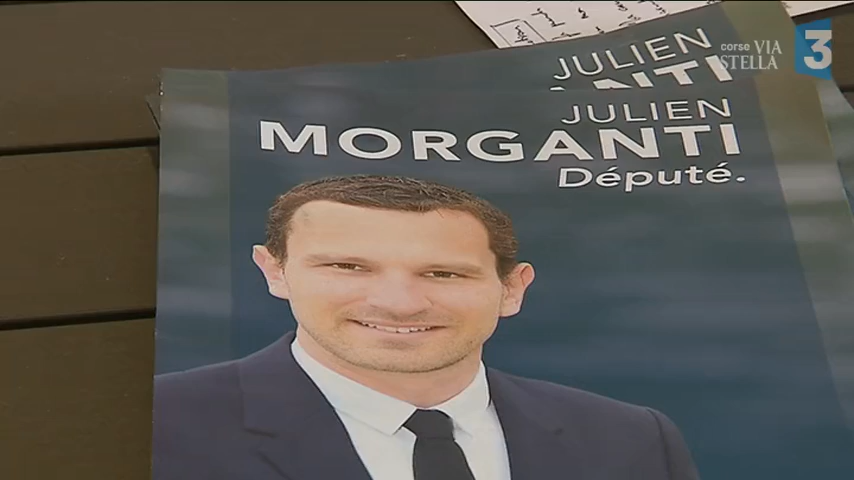 JULIEN
JULIEN
MORGANTI
Député.
corse VIA
STELLA
3